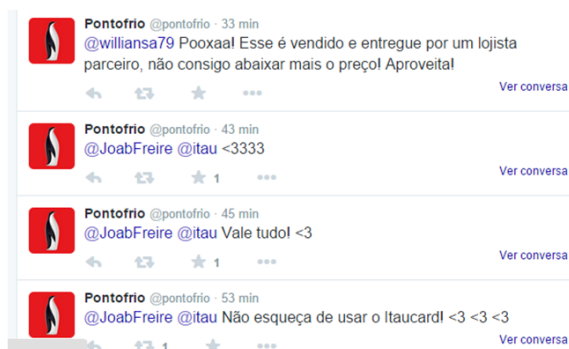 Pontofrio @pontofrio · 33 min
@williansa79 Pooxaa! Esse é vendido e entregue por um lojista
parceiro, não consigo abaixar mais o preço! Aproveita!
Ver conversa
Pontofrio @pontofrio · 43 min
@JoabFreire @itau <3333
1
Ver conversa
Pontofrio @pontofrio · 45 min
@JoabFreire @itau Vale tudo! <3
1
Ver conversa
Pontofrio @pontofrio · 53 min
@JoabFreire @itau Não esqueça de usar o Itaucard! <3 <3 <3
1
Ver conversa